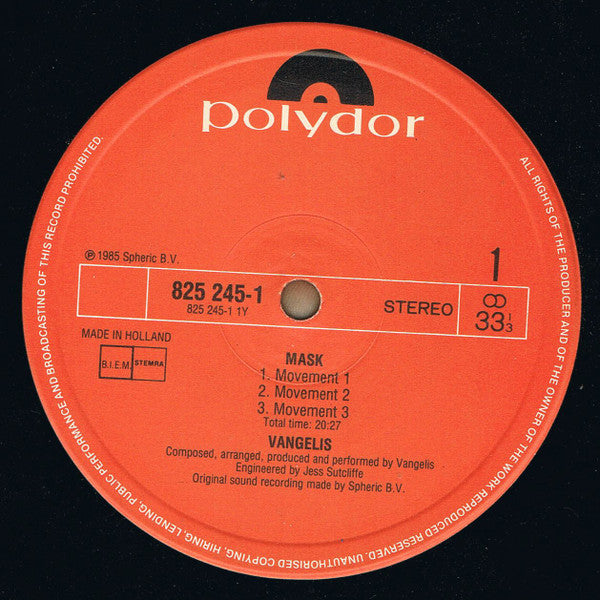 polydor
℗ 1985 Spheric B.V.
1
825 245-1
825 245-1 1Y
STEREO
33 1/3
MADE IN HOLLAND
B.I.E.M. STEMRA
MASK
1. Movement 1
2. Movement 2
3. Movement 3
Total time: 20:27
VANGELIS
Composed, arranged, produced and performed by Vangelis
Engineered by Jess Sutcliffe
Original sound recording made by Spheric B.V.
ALL RIGHTS OF THE PRODUCER AND OF THE OWNER OF THE WORK REPRODUCED RESERVED. UNAUTHORISED COPYING, HIRING, LENDING, PUBLIC PERFORMANCE AND BROADCASTING OF THIS RECORD PROHIBITED.